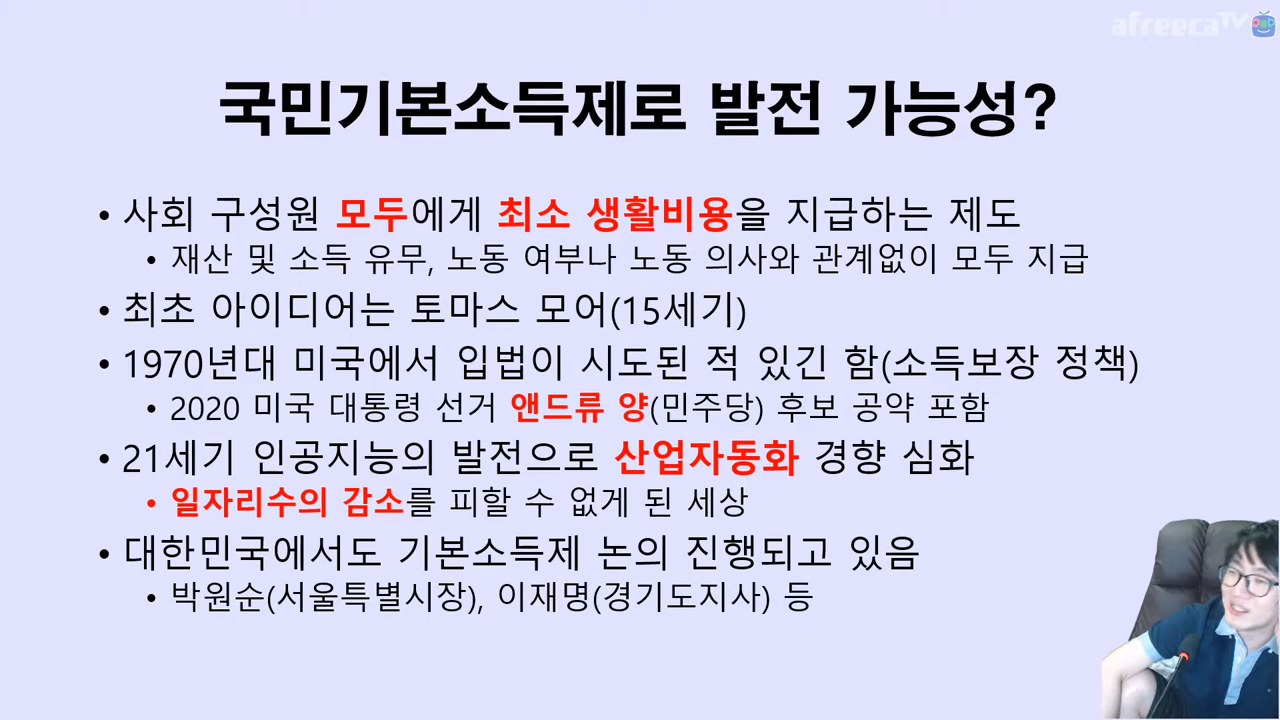 afreecaTV
국민기본소득제로 발전 가능성?
• 사회 구성원 모두에게 최소 생활비용을 지급하는 제도
• 재산 및 소득 유무, 노동 여부나 노동 의사와 관계없이 모두 지급
• 최초 아이디어는 토마스 모어(15세기)
• 1970년대 미국에서 입법이 시도된 적 있긴 함(소득보장 정책)
• 2020 미국 대통령 선거 앤드류 양(민주당) 후보 공약 포함
• 21세기 인공지능의 발전으로 산업자동화 경향 심화
• 일자리수의 감소를 피할 수 없게 된 세상
• 대한민국에서도 기본소득제 논의 진행되고 있음
• 박원순(서울특별시장), 이재명(경기도지사) 등